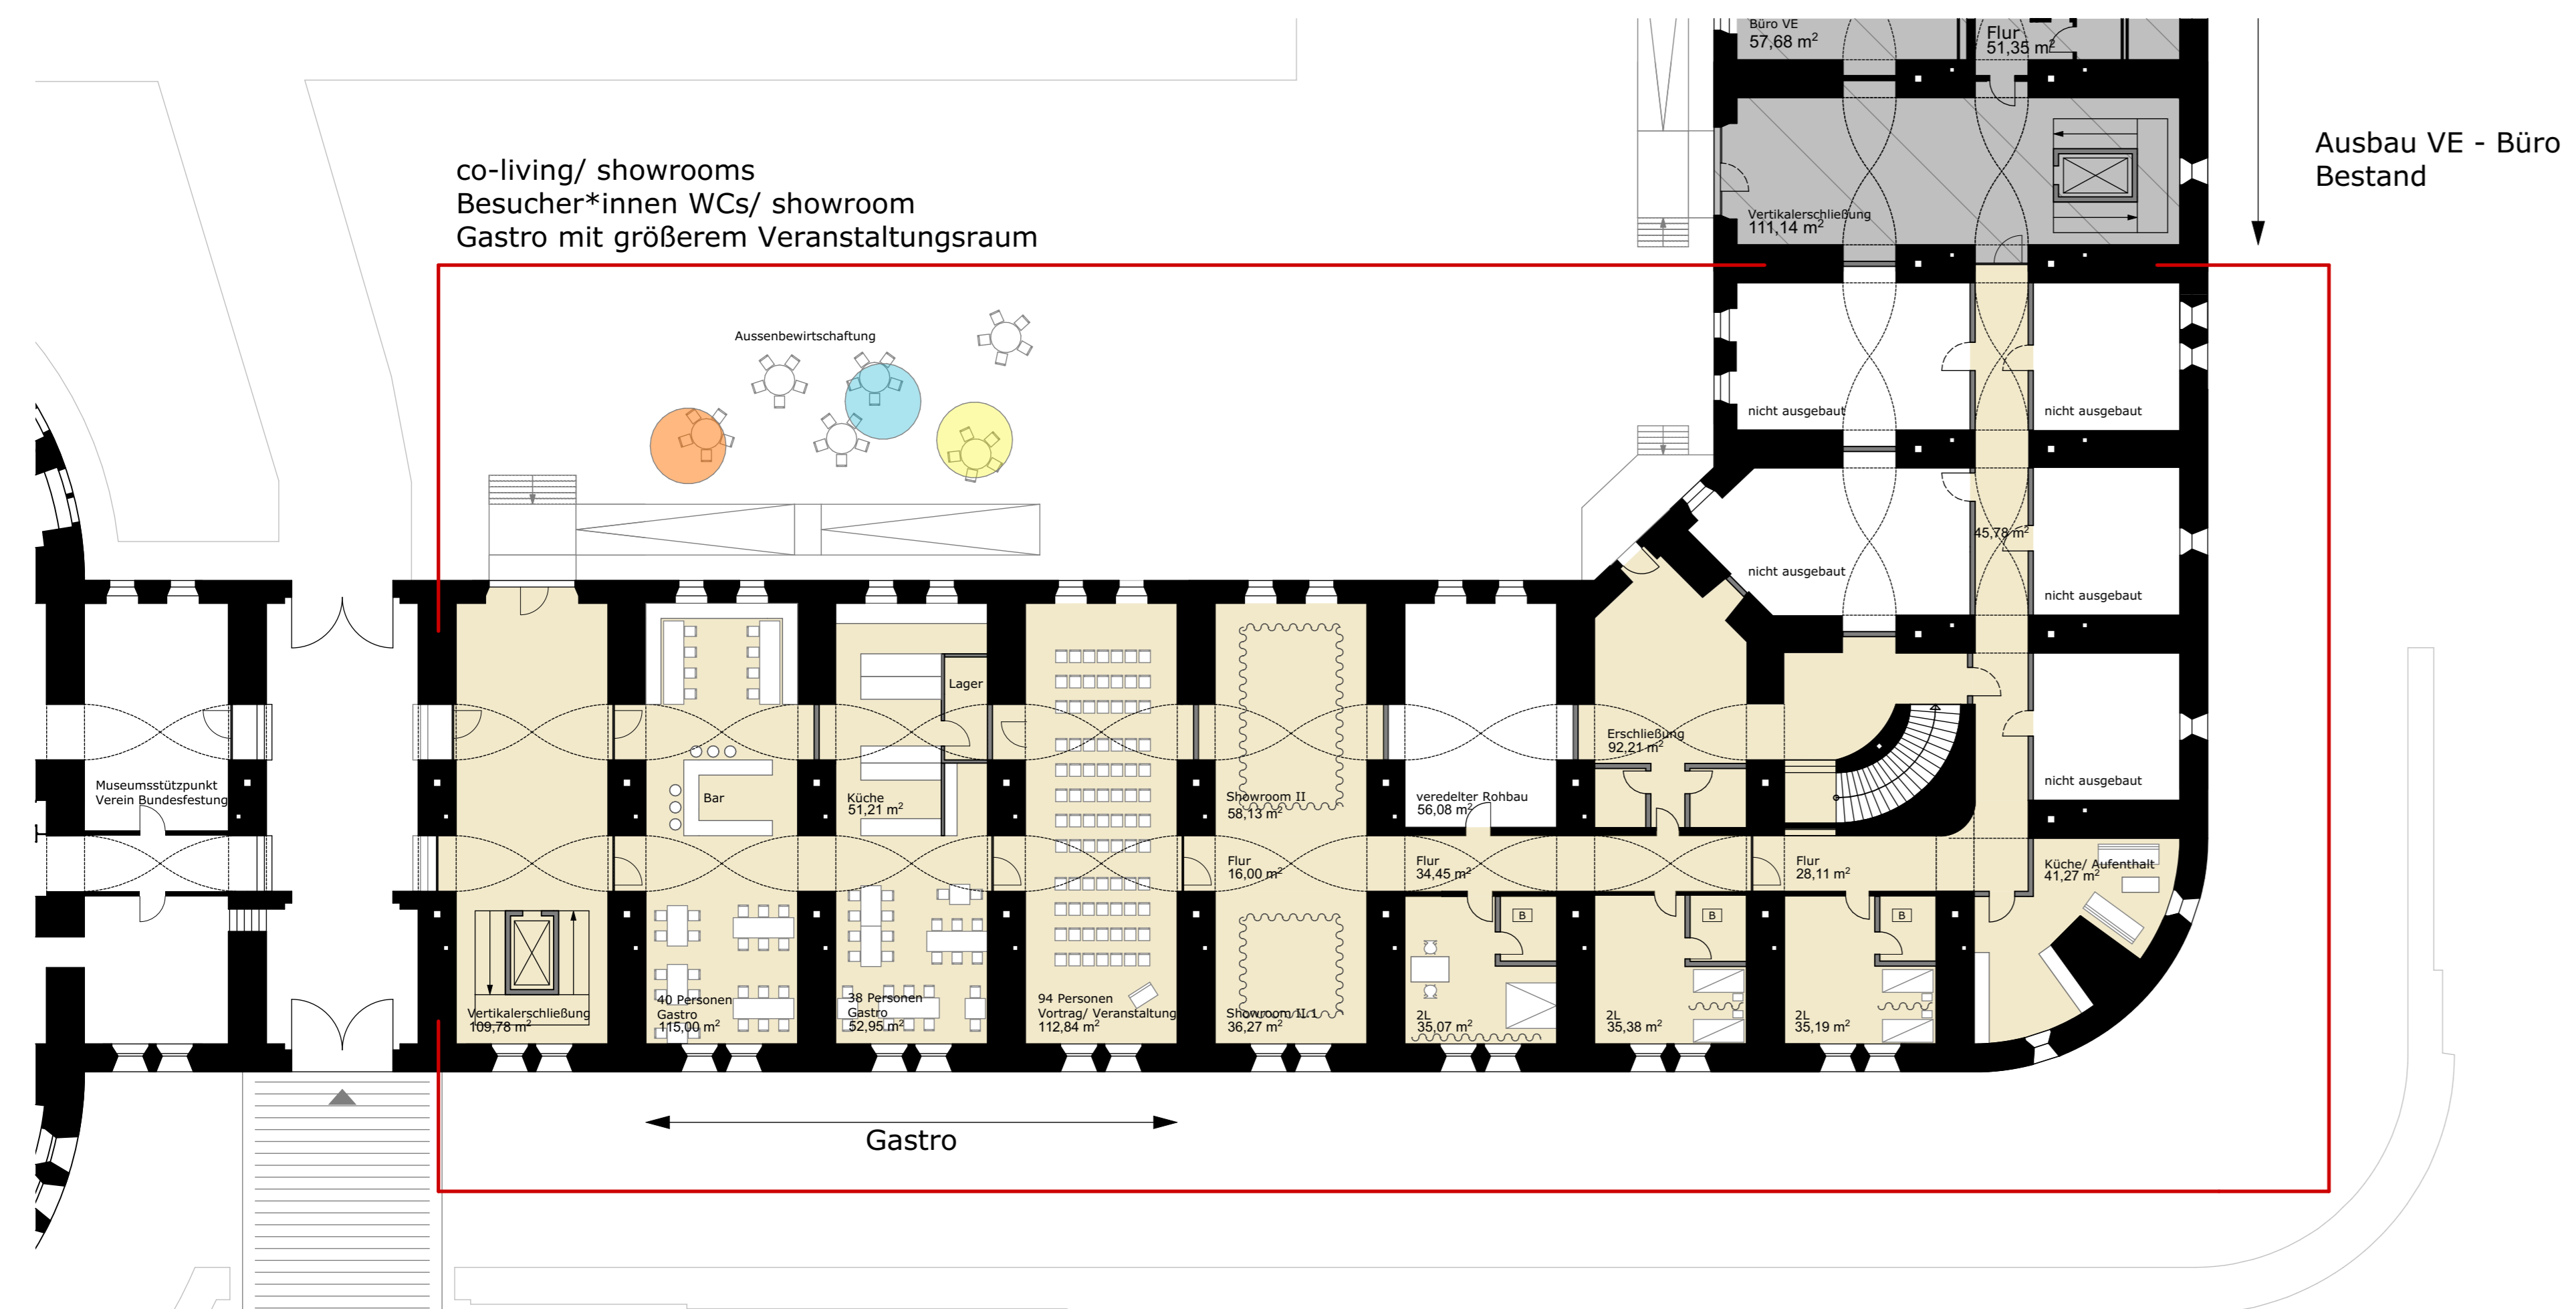 Büro VE
57,68 m²
Flur
51,35 m²
Ausbau VE - Büro
Bestand
co-living/ showrooms
Besucher*innen WCs/ showroom
Gastro mit größerem Veranstaltungsraum
Vertikalerschließung
111,14 m²
Aussenbewirtschaftung
nicht ausgebaut
nicht ausgebaut
45,78 m²
nicht ausgebaut
nicht ausgebaut
Lager
Erschließung
92,21 m²
Museumsstützpunkt
Verein Bundesfestung
Bar
Küche
51,21 m²
Showroom II
58,13 m²
veredelter Rohbau
56,08 m²
nicht ausgebaut
Flur
16,00 m²
Flur
34,45 m²
Flur
28,11 m²
Küche/ Aufenthalt
41,27 m²
B
B
B
Vertikalerschließung
109,78 m²
40 Personen
Gastro
115,00 m²
38 Personen
Gastro
52,95 m²
94 Personen
Vortrag/ Veranstaltung
112,84 m²
Showroom II.1
36,27 m²
2L
35,07 m²
2L
35,38 m²
2L
35,19 m²
Gastro